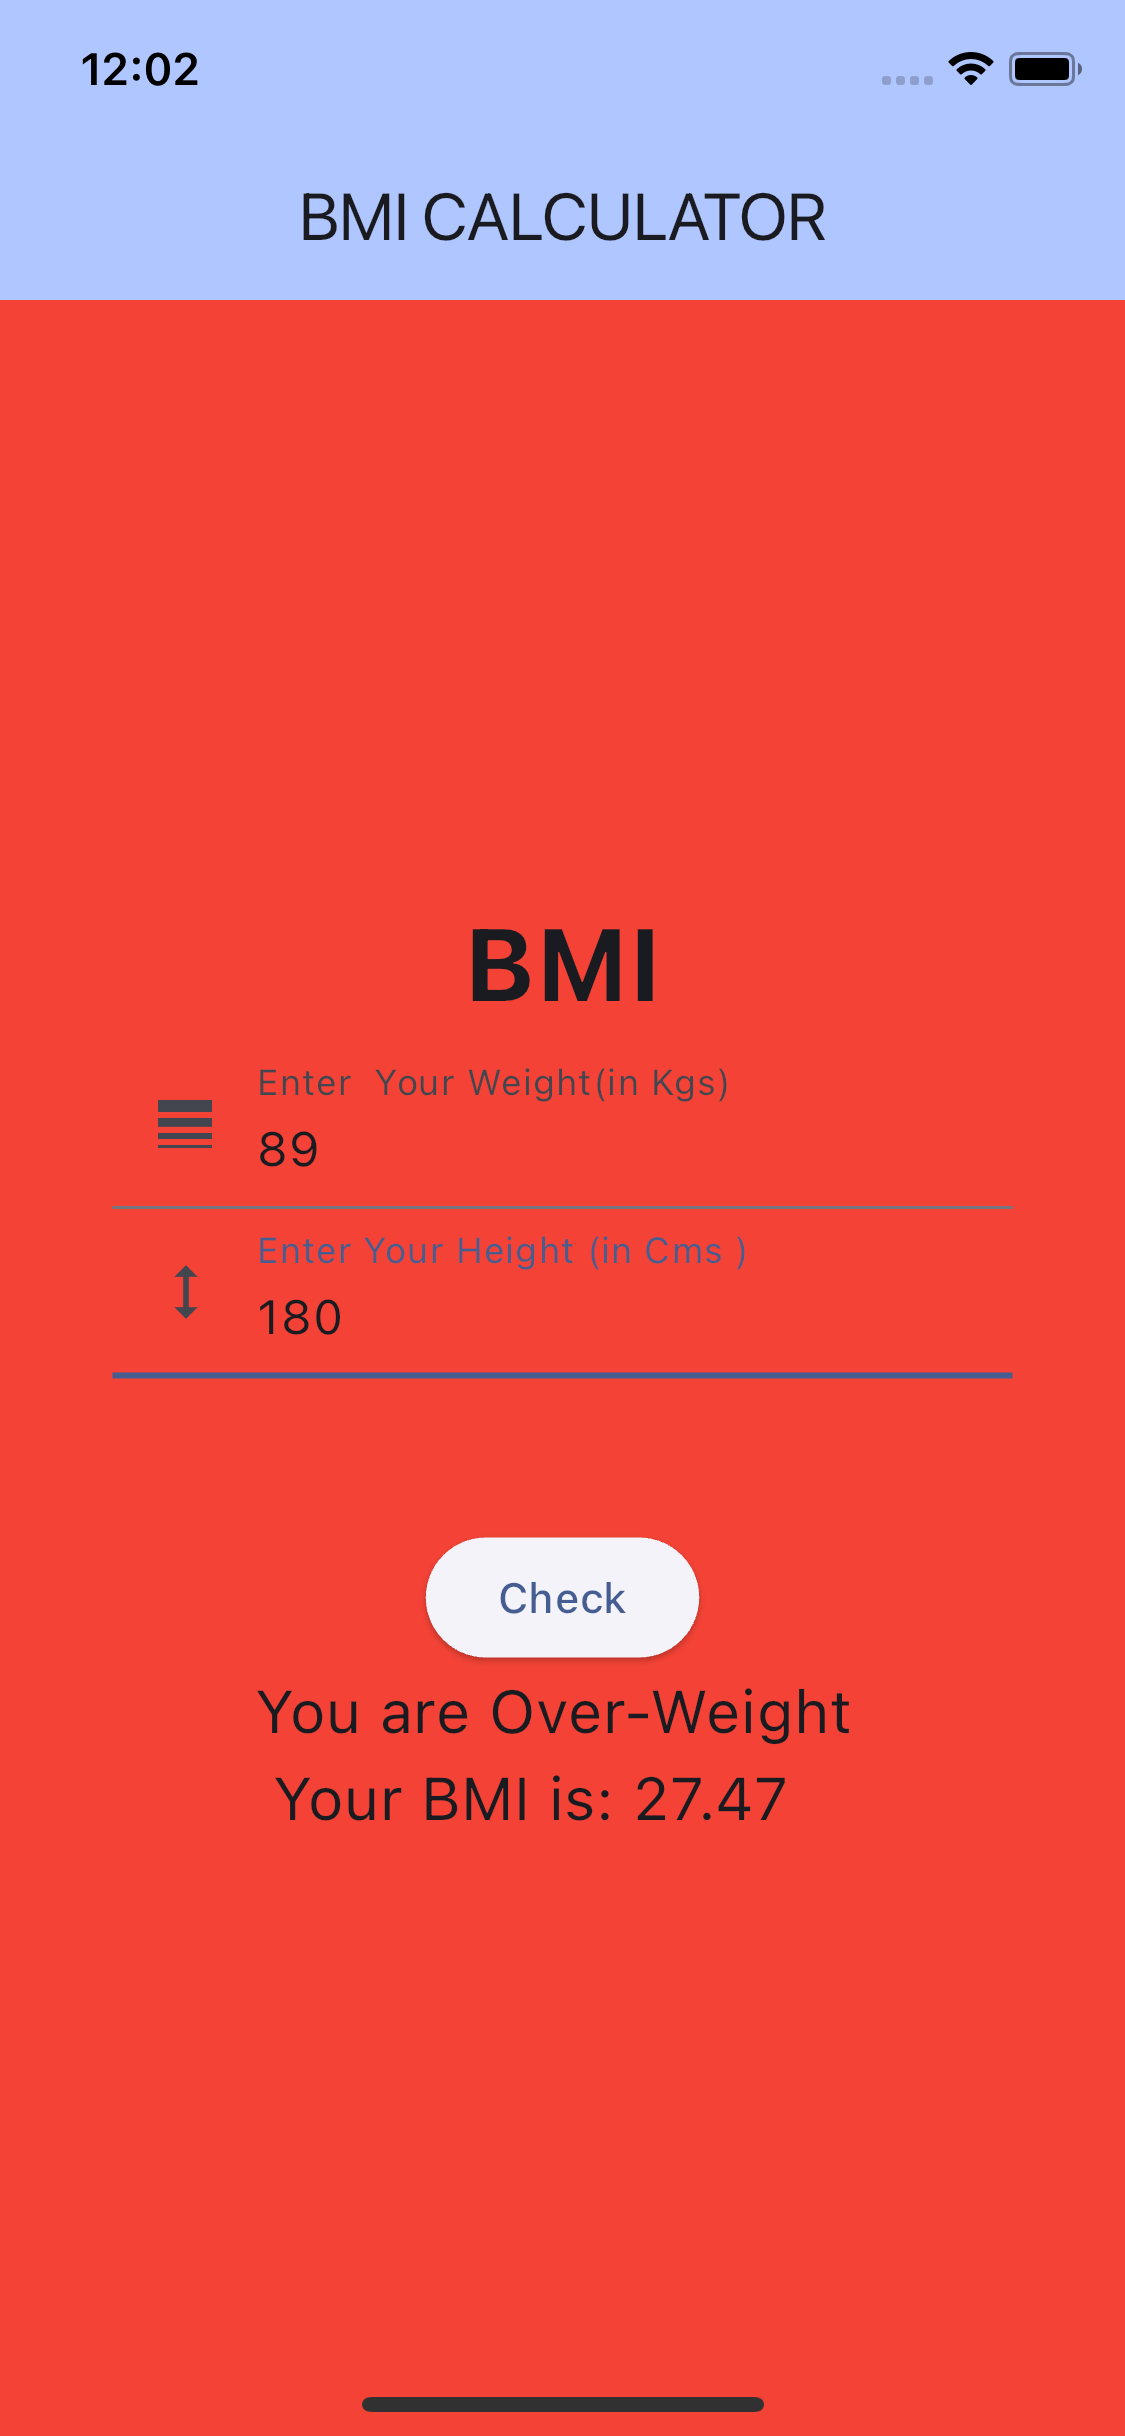 12:02
BMI CALCULATOR
BMI
Enter  Your Weight(in Kgs)
89
Enter Your Height (in Cms )
180
Check
You are Over-Weight
Your BMI is: 27.47